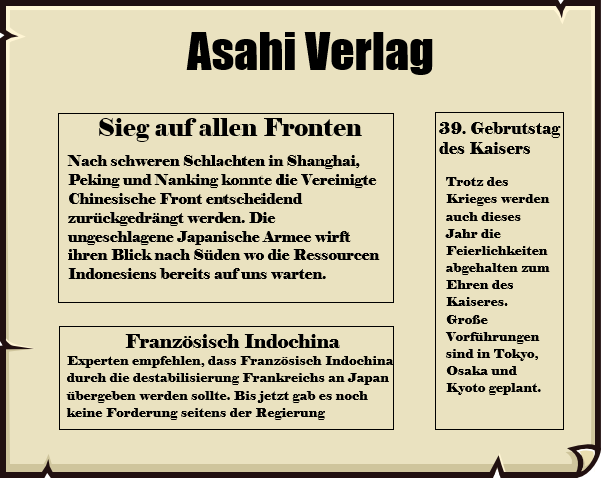 Asahi Verlag
Sieg auf allen Fronten
Nach schweren Schlachten in Shanghai,
Peking und Nanking konnte die Vereinigte
Chinesische Front entscheidend
zurückgedrängt werden. Die
ungeschlagene Japanische Armee wirft
ihren Blick nach Süden wo die Ressourcen
Indonesiens bereits auf uns warten.
Französisch Indochina
Experten empfehlen, dass Französisch Indochina
durch die destabilisierung Frankreichs an Japan
übergeben werden sollte. Bis jetzt gab es noch
keine Forderung seitens der Regierung
39. Gebrutstag
des Kaisers
Trotz des
Krieges werden
auch dieses
Jahr die
Feierlichkeiten
abgehalten zum
Ehren des
Kaiseres.
Große
Vorführungen
sind in Tokyo,
Osaka und
Kyoto geplant.